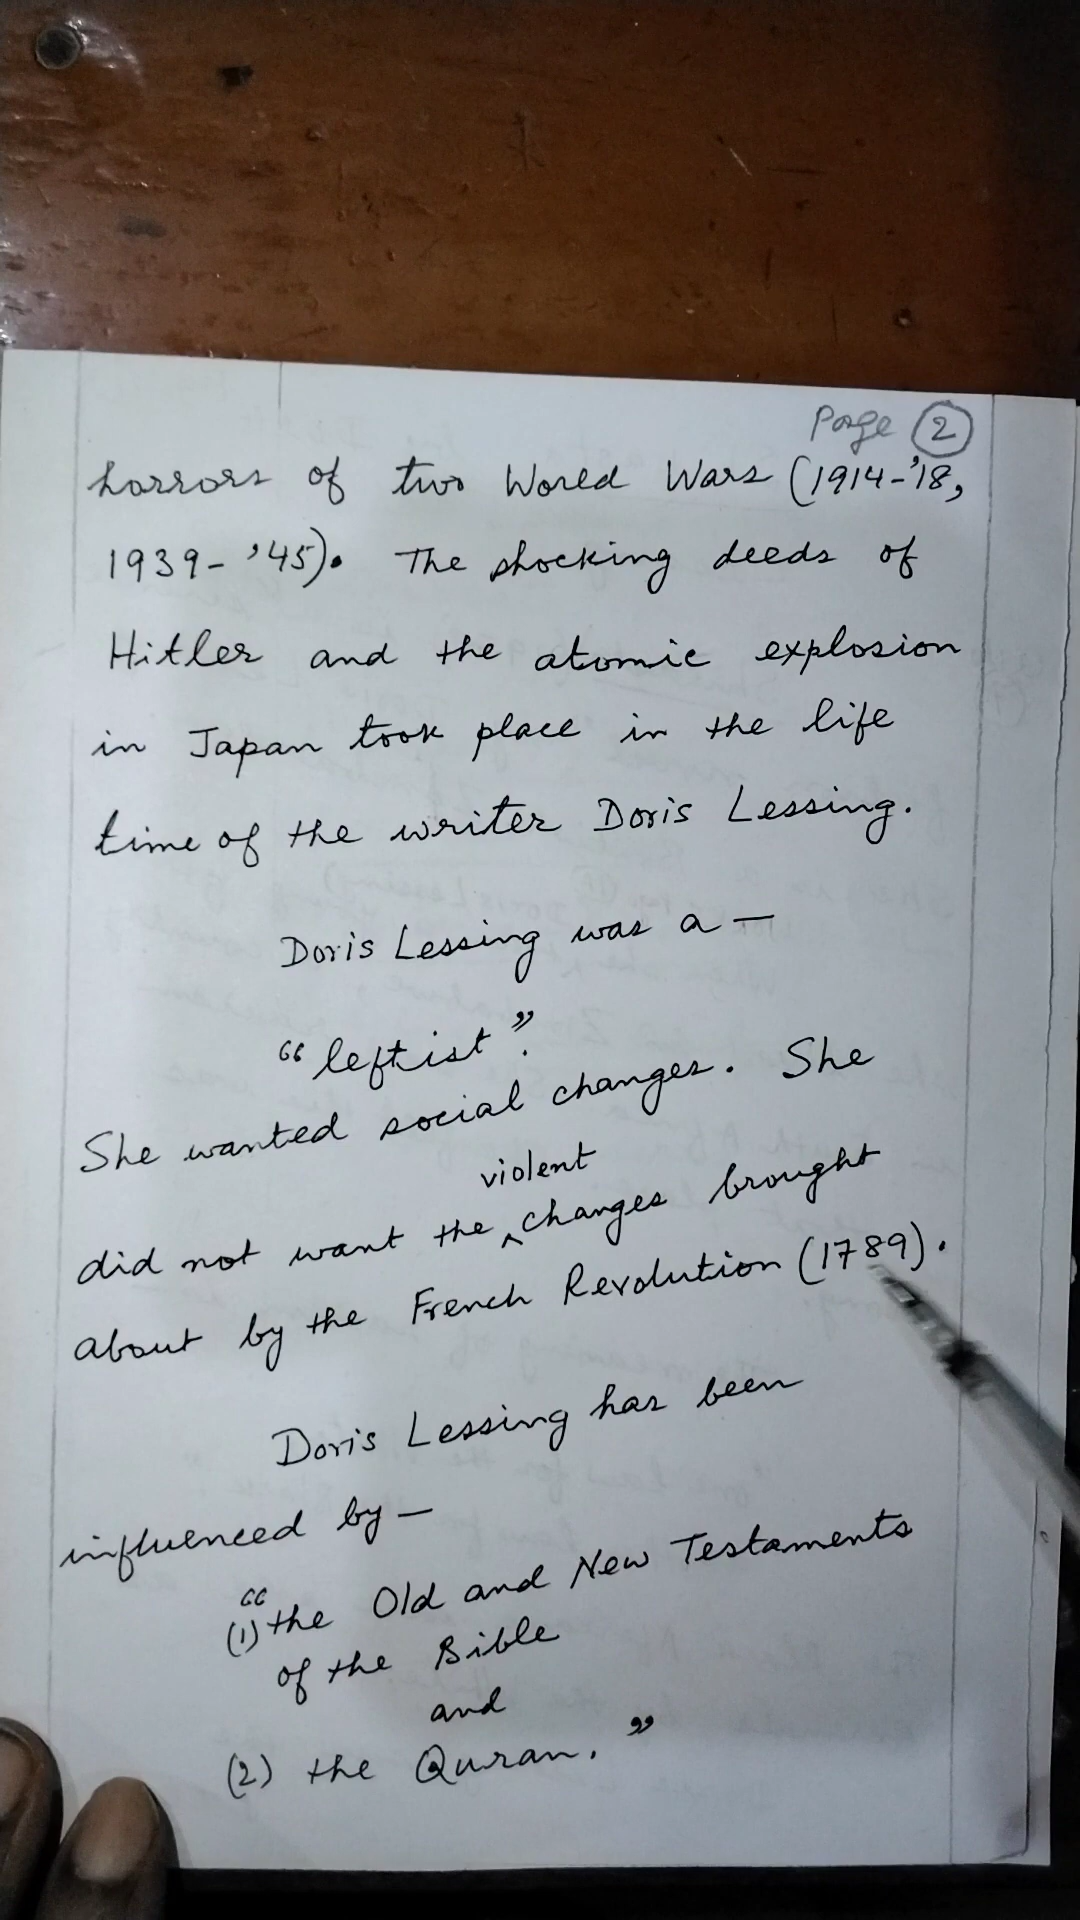 Page 2
horrors of two World Wars (1914-'18,
1939-'45). The shocking deeds of
Hitler and the atomic explosion
in Japan took place in the life
time of the writer Doris Lessing.
Doris Lessing was a —
"leftist".
She wanted social changes. She
violent
did not want the ^ changes brought
about by the French Revolution (1789).
Doris Lessing has been
influenced by —
"(1) the Old and New Testaments
of the Bible
and
(2) the Quran."